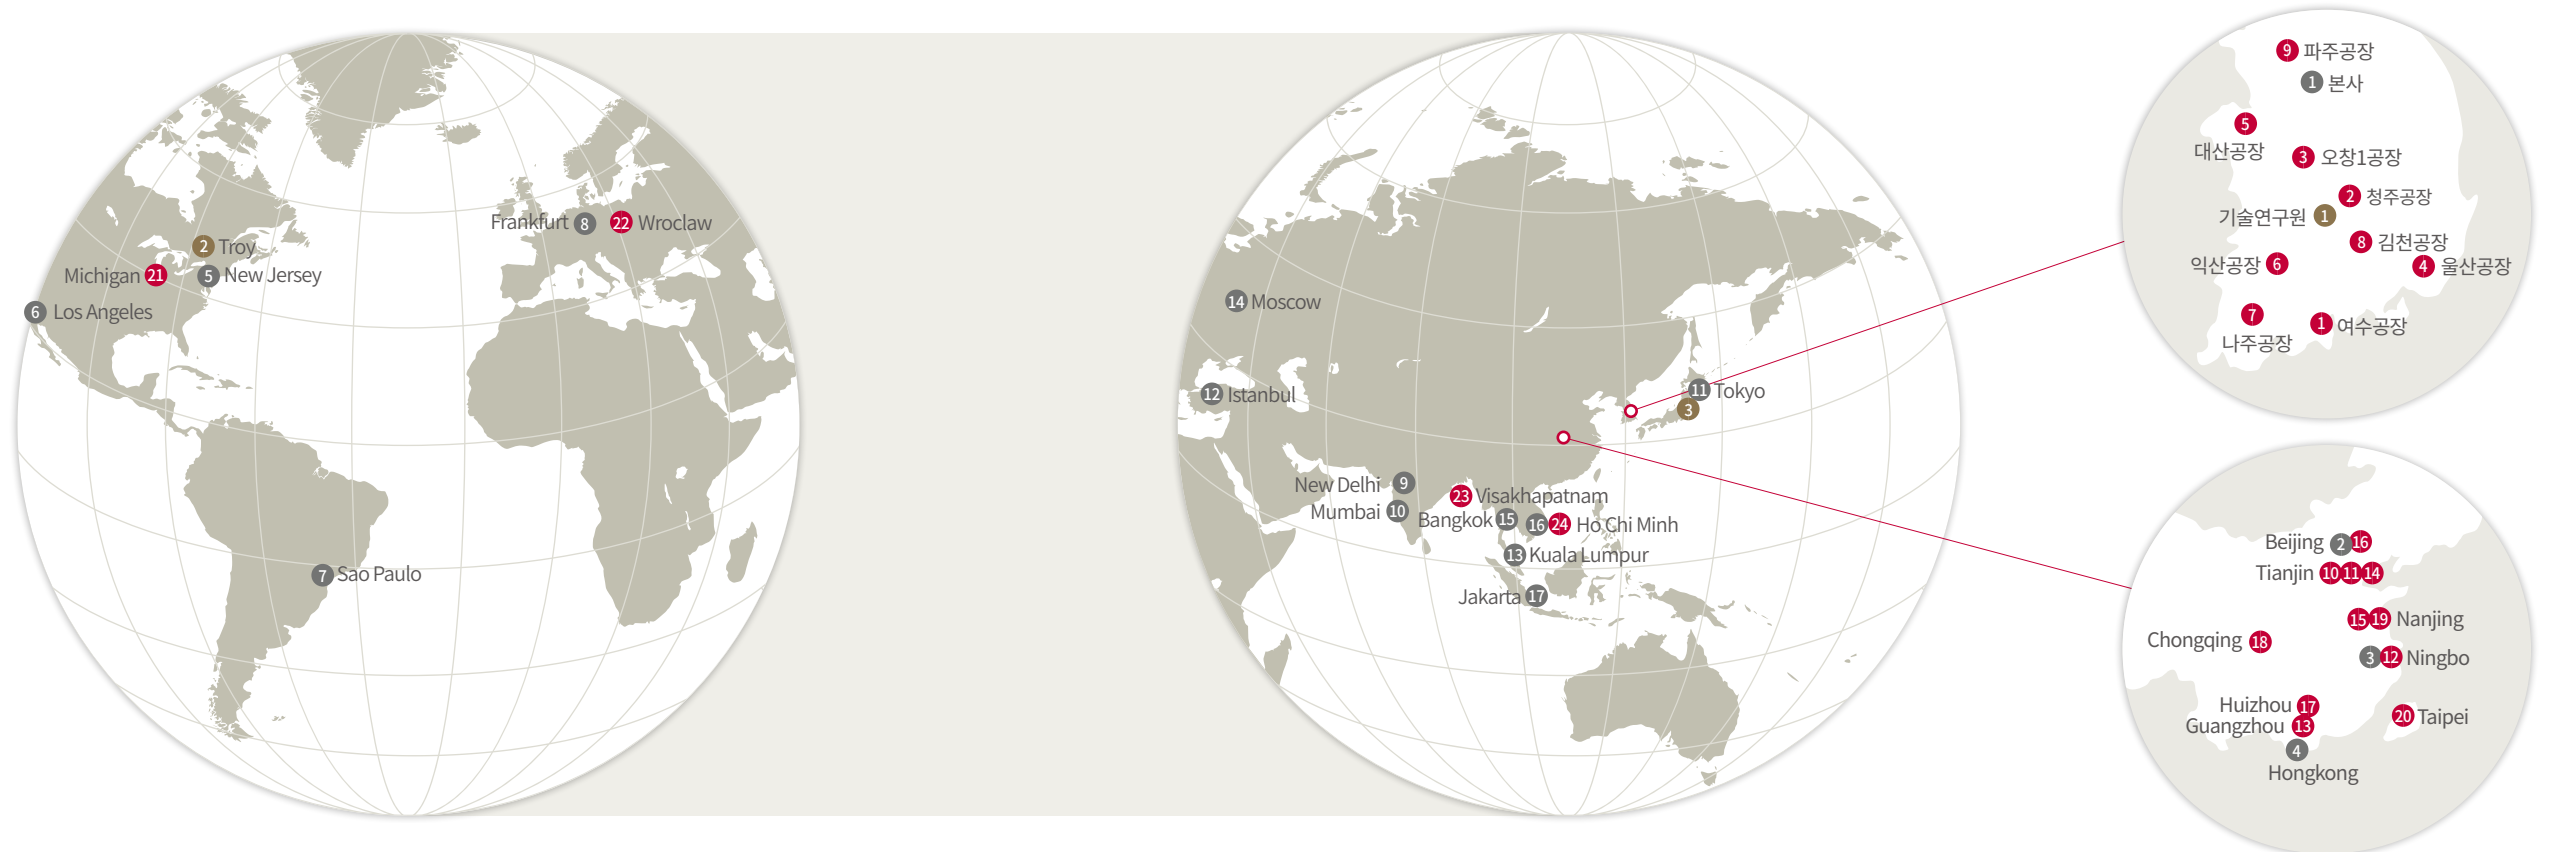 Frankfurt 8 22 Wroclaw
2 Troy
Michigan 21 5 New Jersey
6 Los Angeles
7 Sao Paulo
14 Moscow
12 Istanbul
11 Tokyo
3
New Delhi 9
23 Visakhapatnam
Mumbai 10
Bangkok 15 16 24 Ho Chi Minh
13 Kuala Lumpur
Jakarta 17
9 파주공장
1 본사
5
대산공장
3 오창1공장
2 청주공장
기술연구원 1
8 김천공장
익산공장 6
4 울산공장
7
나주공장
1 여수공장
Beijing 2 16
Tianjin 10 11 14
15 19 Nanjing
Chongqing 18
3 12 Ningbo
Huizhou 17
20 Taipei
Guangzhou 13
4
Hongkong